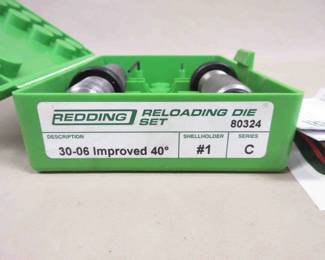 REDDING RELOADING DIE
SET 80324
DESCRIPTION SHELLHOLDER SERIES
30-06 Improved 40° #1 C